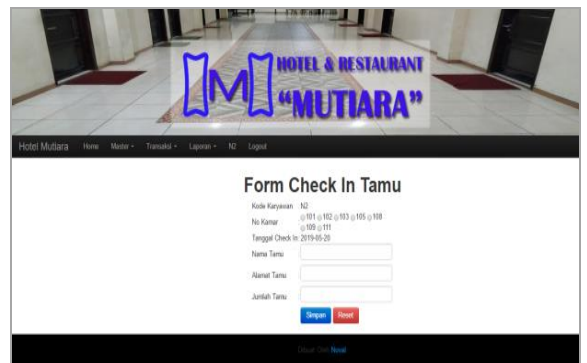 HOTEL & RESTAURANT
"MUTIARA"
Hotel Mutiara Home Master Transaksi Laporan N2 Logout
Form Check In Tamu
Kode Karyawan : N2
No Kamar 101 102 103 105 108
109 111
Tanggal Check In: 2019-05-20
Nama Tamu
Alamat Tamu
Jumlah Tamu
Simpan Reset
Dibuat Oleh